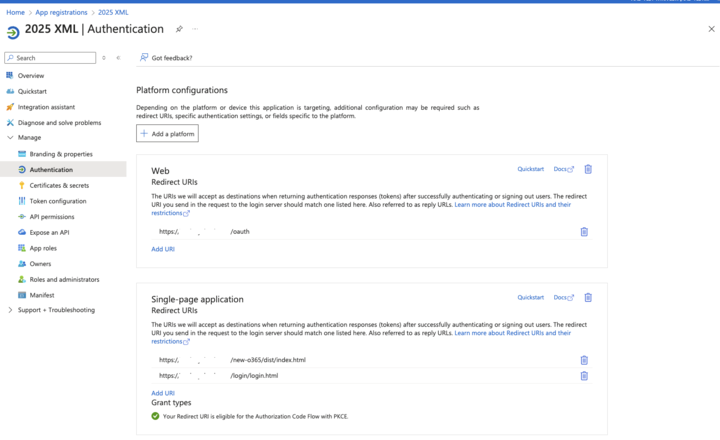 Home > App registrations > 2025 XML
2025 XML | Authentication
Search
Got feedback?
Overview
Quickstart
Integration assistant
Diagnose and solve problems
Manage
Branding & properties
Authentication
Certificates & secrets
Token configuration
API permissions
Expose an API
App roles
Owners
Roles and administrators
Manifest
Support + Troubleshooting
Platform configurations
Depending on the platform or device this application is targeting, additional configuration may be required such as
redirect URIs, specific authentication settings, or fields specific to the platform.
Add a platform
Web
Quickstart Docs
Redirect URIs
The URIs we will accept as destinations when returning authentication responses (tokens) after successfully authenticating or signing out users. The redirect
URI you send in the request to the login server should match one listed here. Also referred to as reply URLs. Learn more about Redirect URIs and their
restrictions
https:/ /oauth
Add URI
Single-page application
Quickstart Docs
Redirect URIs
The URIs we will accept as destinations when returning authentication responses (tokens) after successfully authenticating or signing out users. The redirect
URI you send in the request to the login server should match one listed here. Also referred to as reply URLs. Learn more about Redirect URIs and their
restrictions
https:/ /new-o365/dist/index.html
https:/ /login/login.html
Add URI
Grant types
Your Redirect URI is eligible for the Authorization Code Flow with PKCE.